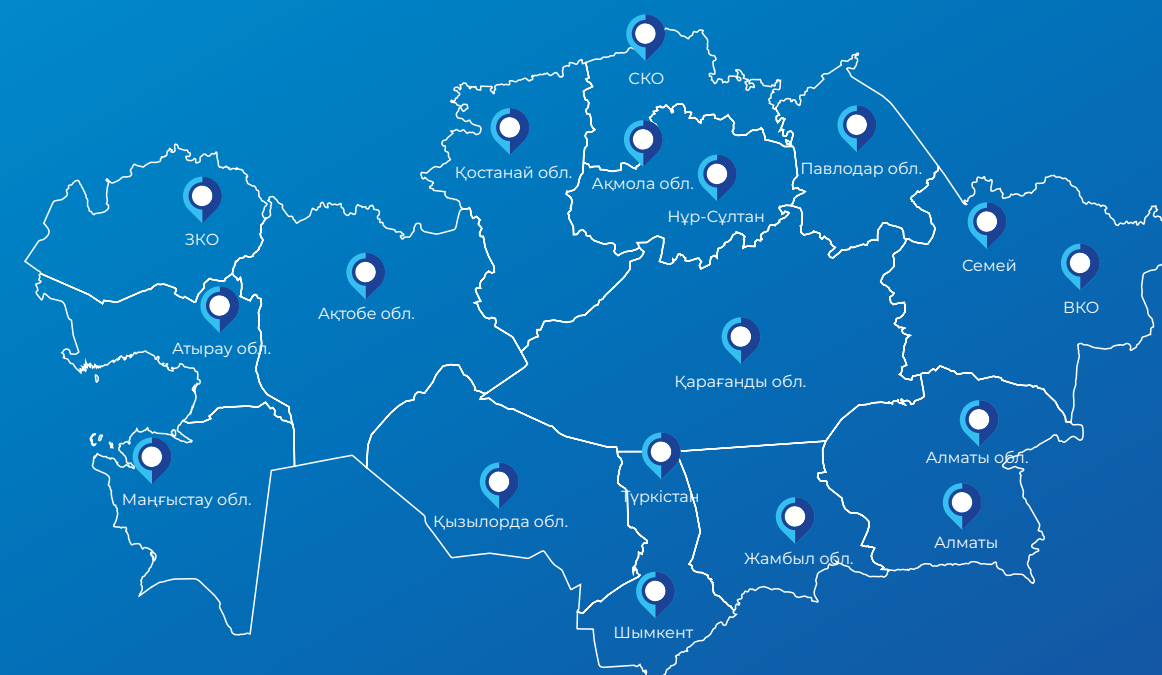 СКО
Қостанай обл.
Ақмола обл.
Павлодар обл.
Нұр-Сұлтан
ЗКО
Семей
ВКО
Ақтобе обл.
Атырау обл.
Қарағанды обл.
Алматы обл.
Маңғыстау обл.
Түркістан
Қызылорда обл.
Алматы
Жамбыл обл.
Шымкент